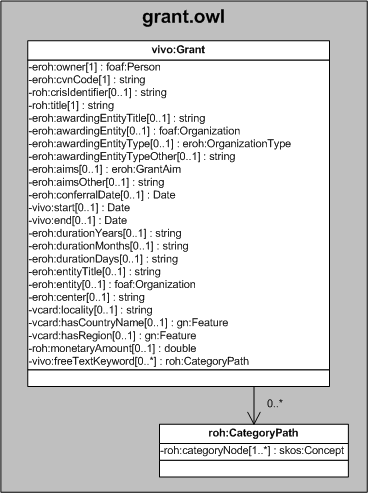 grant.owl
vivo:Grant
-eroh:owner[1] : foaf:Person
-eroh:cvnCode[1] : string
-roh:crisIdentifier[0..1] : string
-roh:title[1] : string
-eroh:awardingEntityTitle[0..1] : string
-eroh:awardingEntity[0..1] : foaf:Organization
-eroh:awardingEntityType[0..1] : eroh:OrganizationType
-eroh:awardingEntityTypeOther[0..1] : string
-eroh:aims[0..1] : eroh:GrantAim
-eroh:aimsOther[0..1] : string
-eroh:conferralDate[0..1] : Date
-vivo:start[0..1] : Date
-vivo:end[0..1] : Date
-eroh:durationYears[0..1] : string
-eroh:durationMonths[0..1] : string
-eroh:durationDays[0..1] : string
-eroh:entityTitle[0..1] : string
-eroh:entity[0..1] : foaf:Organization
-eroh:center[0..1] : string
-vcard:locality[0..1] : string
-vcard:hasCountryName[0..1] : gn:Feature
-vcard:hasRegion[0..1] : gn:Feature
-roh:monetaryAmount[0..1] : double
-vivo:freeTextKeyword[0..*] : roh:CategoryPath
0..*
roh:CategoryPath
-roh:categoryNode[1..*] : skos:Concept